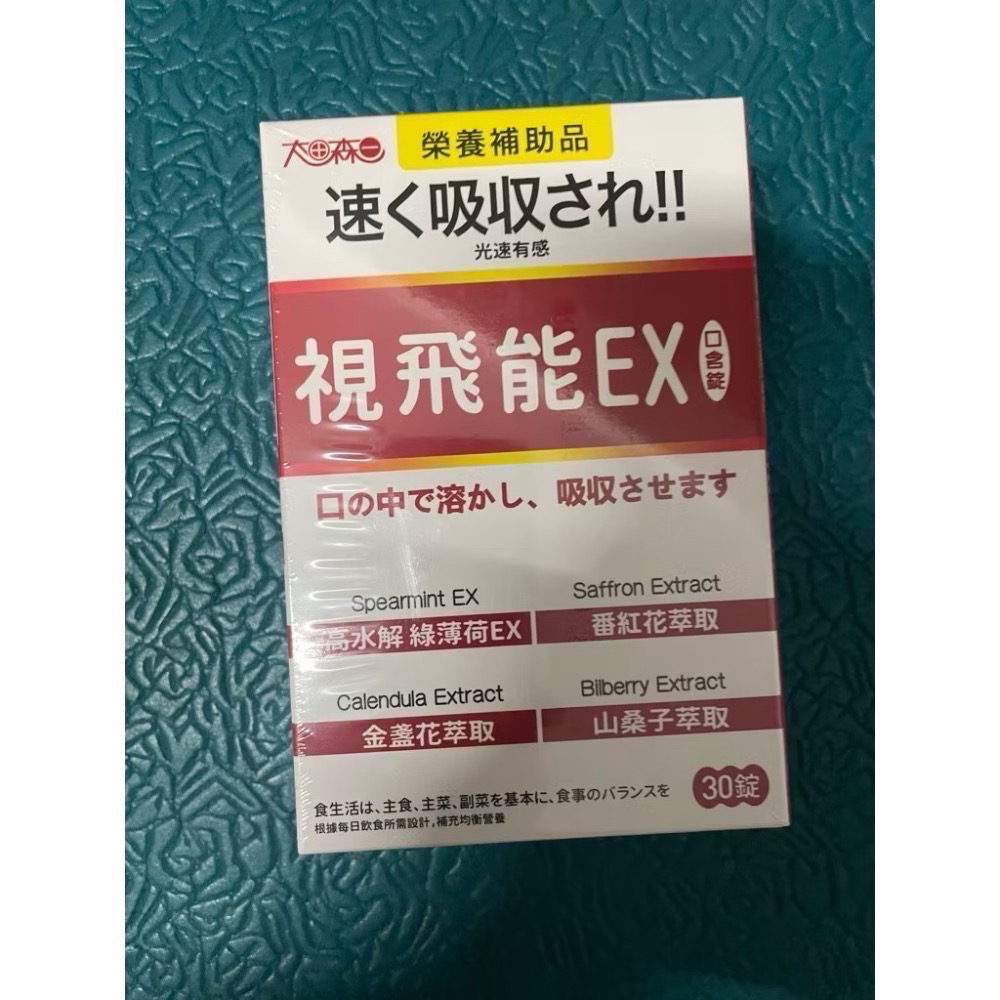 太田森一
榮養補助品
速く吸収され!!
光速有感
視飛能EX
口含錠
口の中で溶かし、吸収させます
Spearmint EX
高水解 綠薄荷EX
Saffron Extract
番紅花萃取
Calendula Extract
金盞花萃取
Bilberry Extract
山桑子萃取
食生活は、主食、主菜、副菜を基本に、食事のバランスを
根據每日飲食所需設計,補充均衡營養
30錠